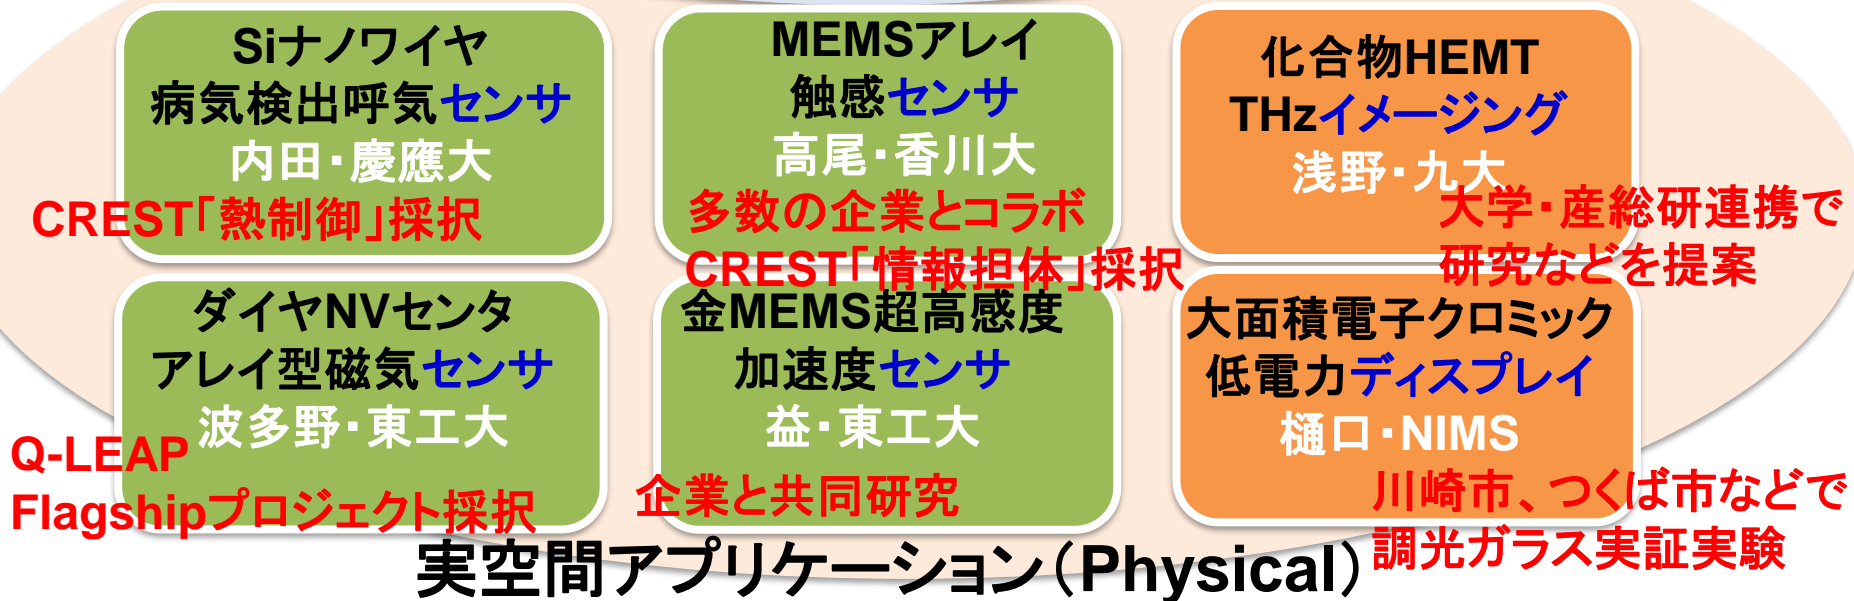 Siナノワイヤ
病気検出呼気センサ
内田・慶應大
CREST「熱制御」採択
MEMSアレイ
触感センサ
高尾・香川大
多数の企業とコラボ
CREST「情報担体」採択
化合物HEMT
THzイメージング
浅野・九大
大学・産総研連携で
研究などを提案
ダイヤNVセンタ
アレイ型磁気センサ
波多野・東工大
Q-LEAP
Flagshipプロジェクト採択
金MEMS超高感度
加速度センサ
益・東工大
企業と共同研究
大面積電子クロミック
低電力ディスプレイ
樋口・NIMS
川崎市、つくば市などで
調光ガラス実証実験
実空間アプリケーション（Physical）